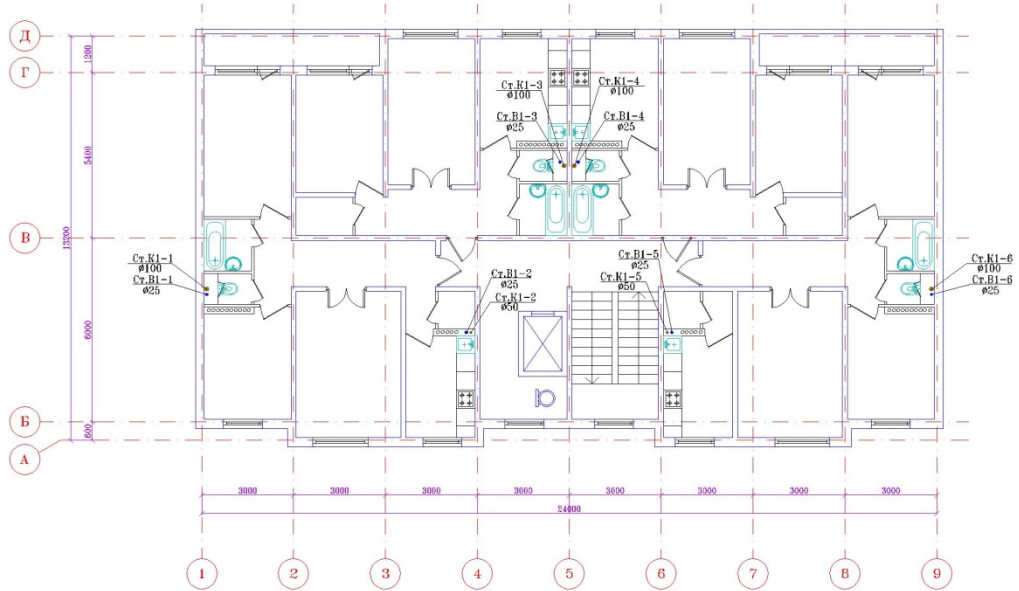 Д
Г
В
Б
А
1200
5400
13200
6000
600
Ст.К1-3
ø100
Ст.В1-3
ø25
Ст.К1-4
ø100
Ст.В1-4
ø25
Ст.К1-1
ø100
Ст.В1-1
ø25
Ст.В1-2
ø25
Ст.К1-2
ø50
Ст.В1-5
ø25
Ст.К1-5
ø50
Ст.К1-6
ø100
Ст.В1-6
ø25
3000 3000 3000 3000 3000 3000 3000 3000
24000
1 2 3 4 5 6 7 8 9